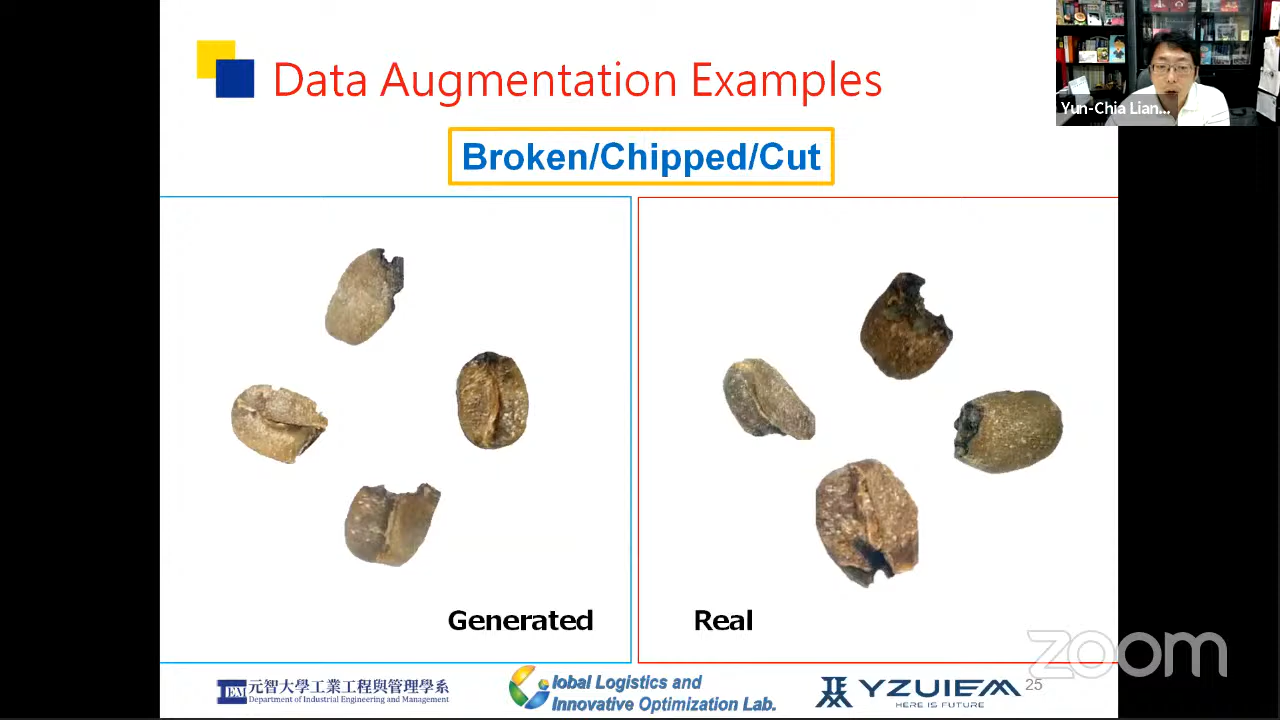 Data Augmentation Examples
Yun-Chia Lian...
Broken/Chipped/Cut
Generated
Real
zoom
IEM 元智大學工業工程與管理學系
Department of Industrial Engineering and Management
Global Logistics and
Innovative Optimization Lab.
YZUIEM
HERE IS FUTURE
25